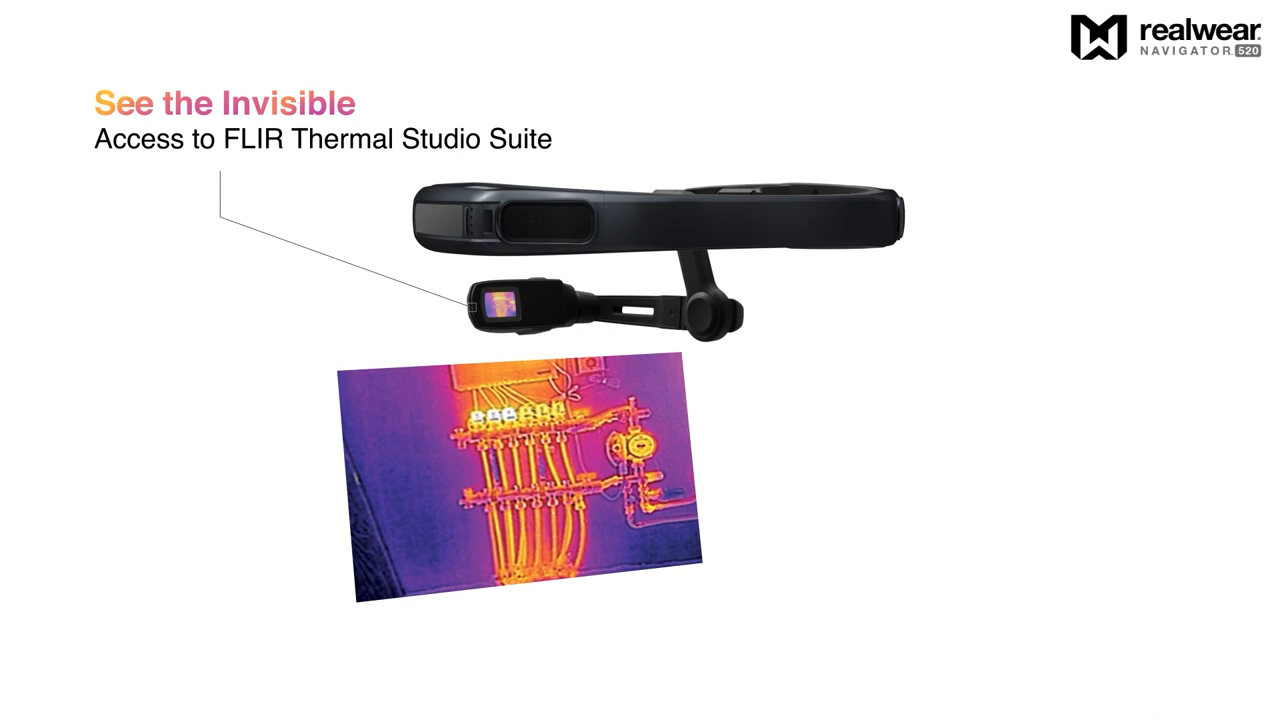 realwear
NAVIGATOR 520
See the Invisible
Access to FLIR Thermal Studio Suite